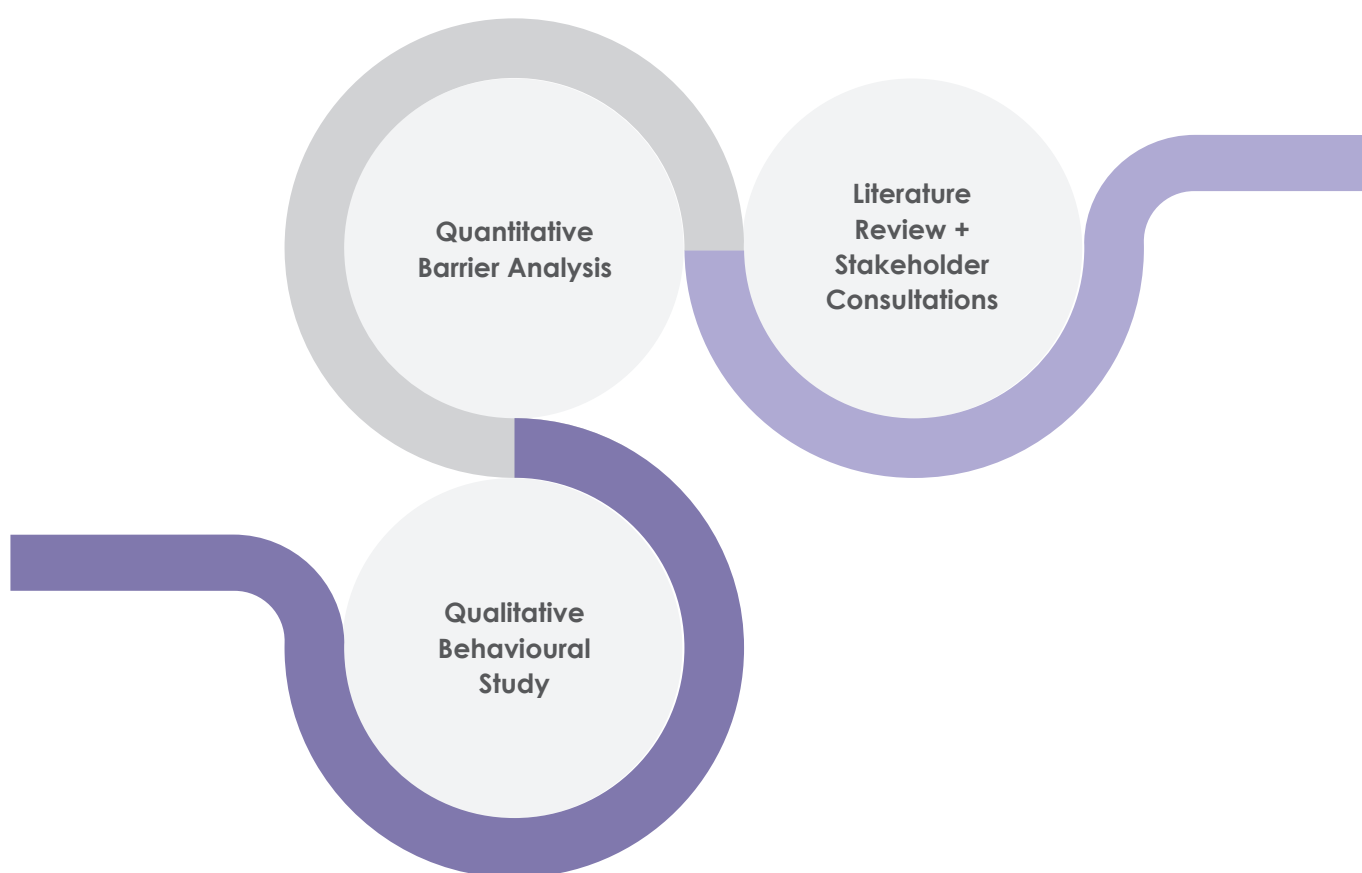 Quantitative
Barrier Analysis
Literature
Review +
Stakeholder
Consultations
Qualitative
Behavioural
Study